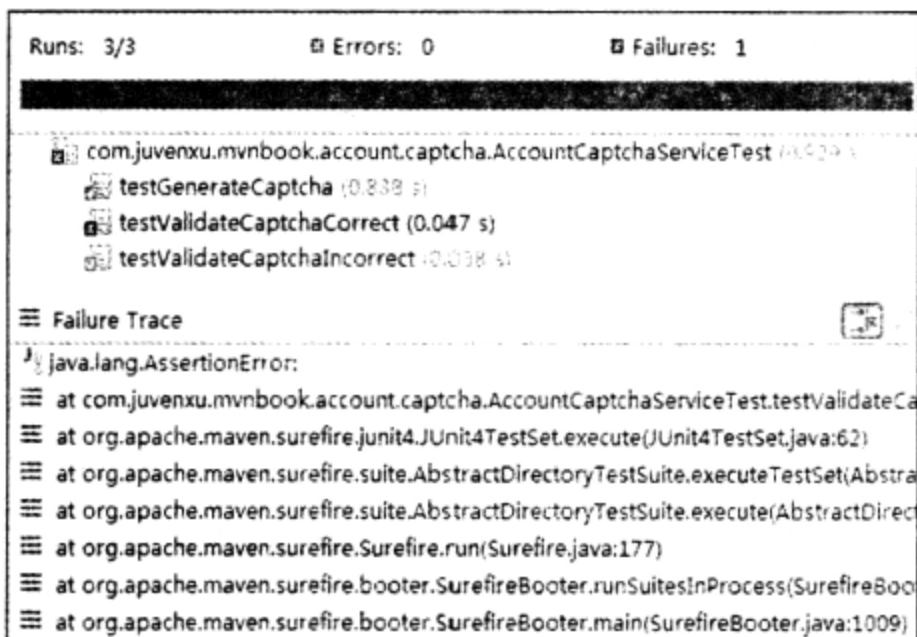 Runs: 3/3 Errors: 0 Failures: 1
com.juvenxu.mvnbook.account.captcha.AccountCaptchaServiceTest
testGenerateCaptcha (0.838 s)
testValidateCaptchaCorrect (0.047 s)
testValidateCaptchaIncorrect (0.038 s)
Failure Trace
java.lang.AssertionError:
at com.juvenxu.mvnbook.account.captcha.AccountCaptchaServiceTest.testValidateCa
at org.apache.maven.surefire.junit4.JUnit4TestSet.execute(JUnit4TestSet.java:62)
at org.apache.maven.surefire.suite.AbstractDirectoryTestSuite.executeTestSet(Abstra
at org.apache.maven.surefire.suite.AbstractDirectoryTestSuite.execute(AbstractDirect
at org.apache.maven.surefire.Surefire.run(Surefire.java:177)
at org.apache.maven.surefire.booter.SurefireBooter.runSuitesInProcess(SurefireBoo
at org.apache.maven.surefire.booter.SurefireBooter.main(SurefireBooter.java:1009)